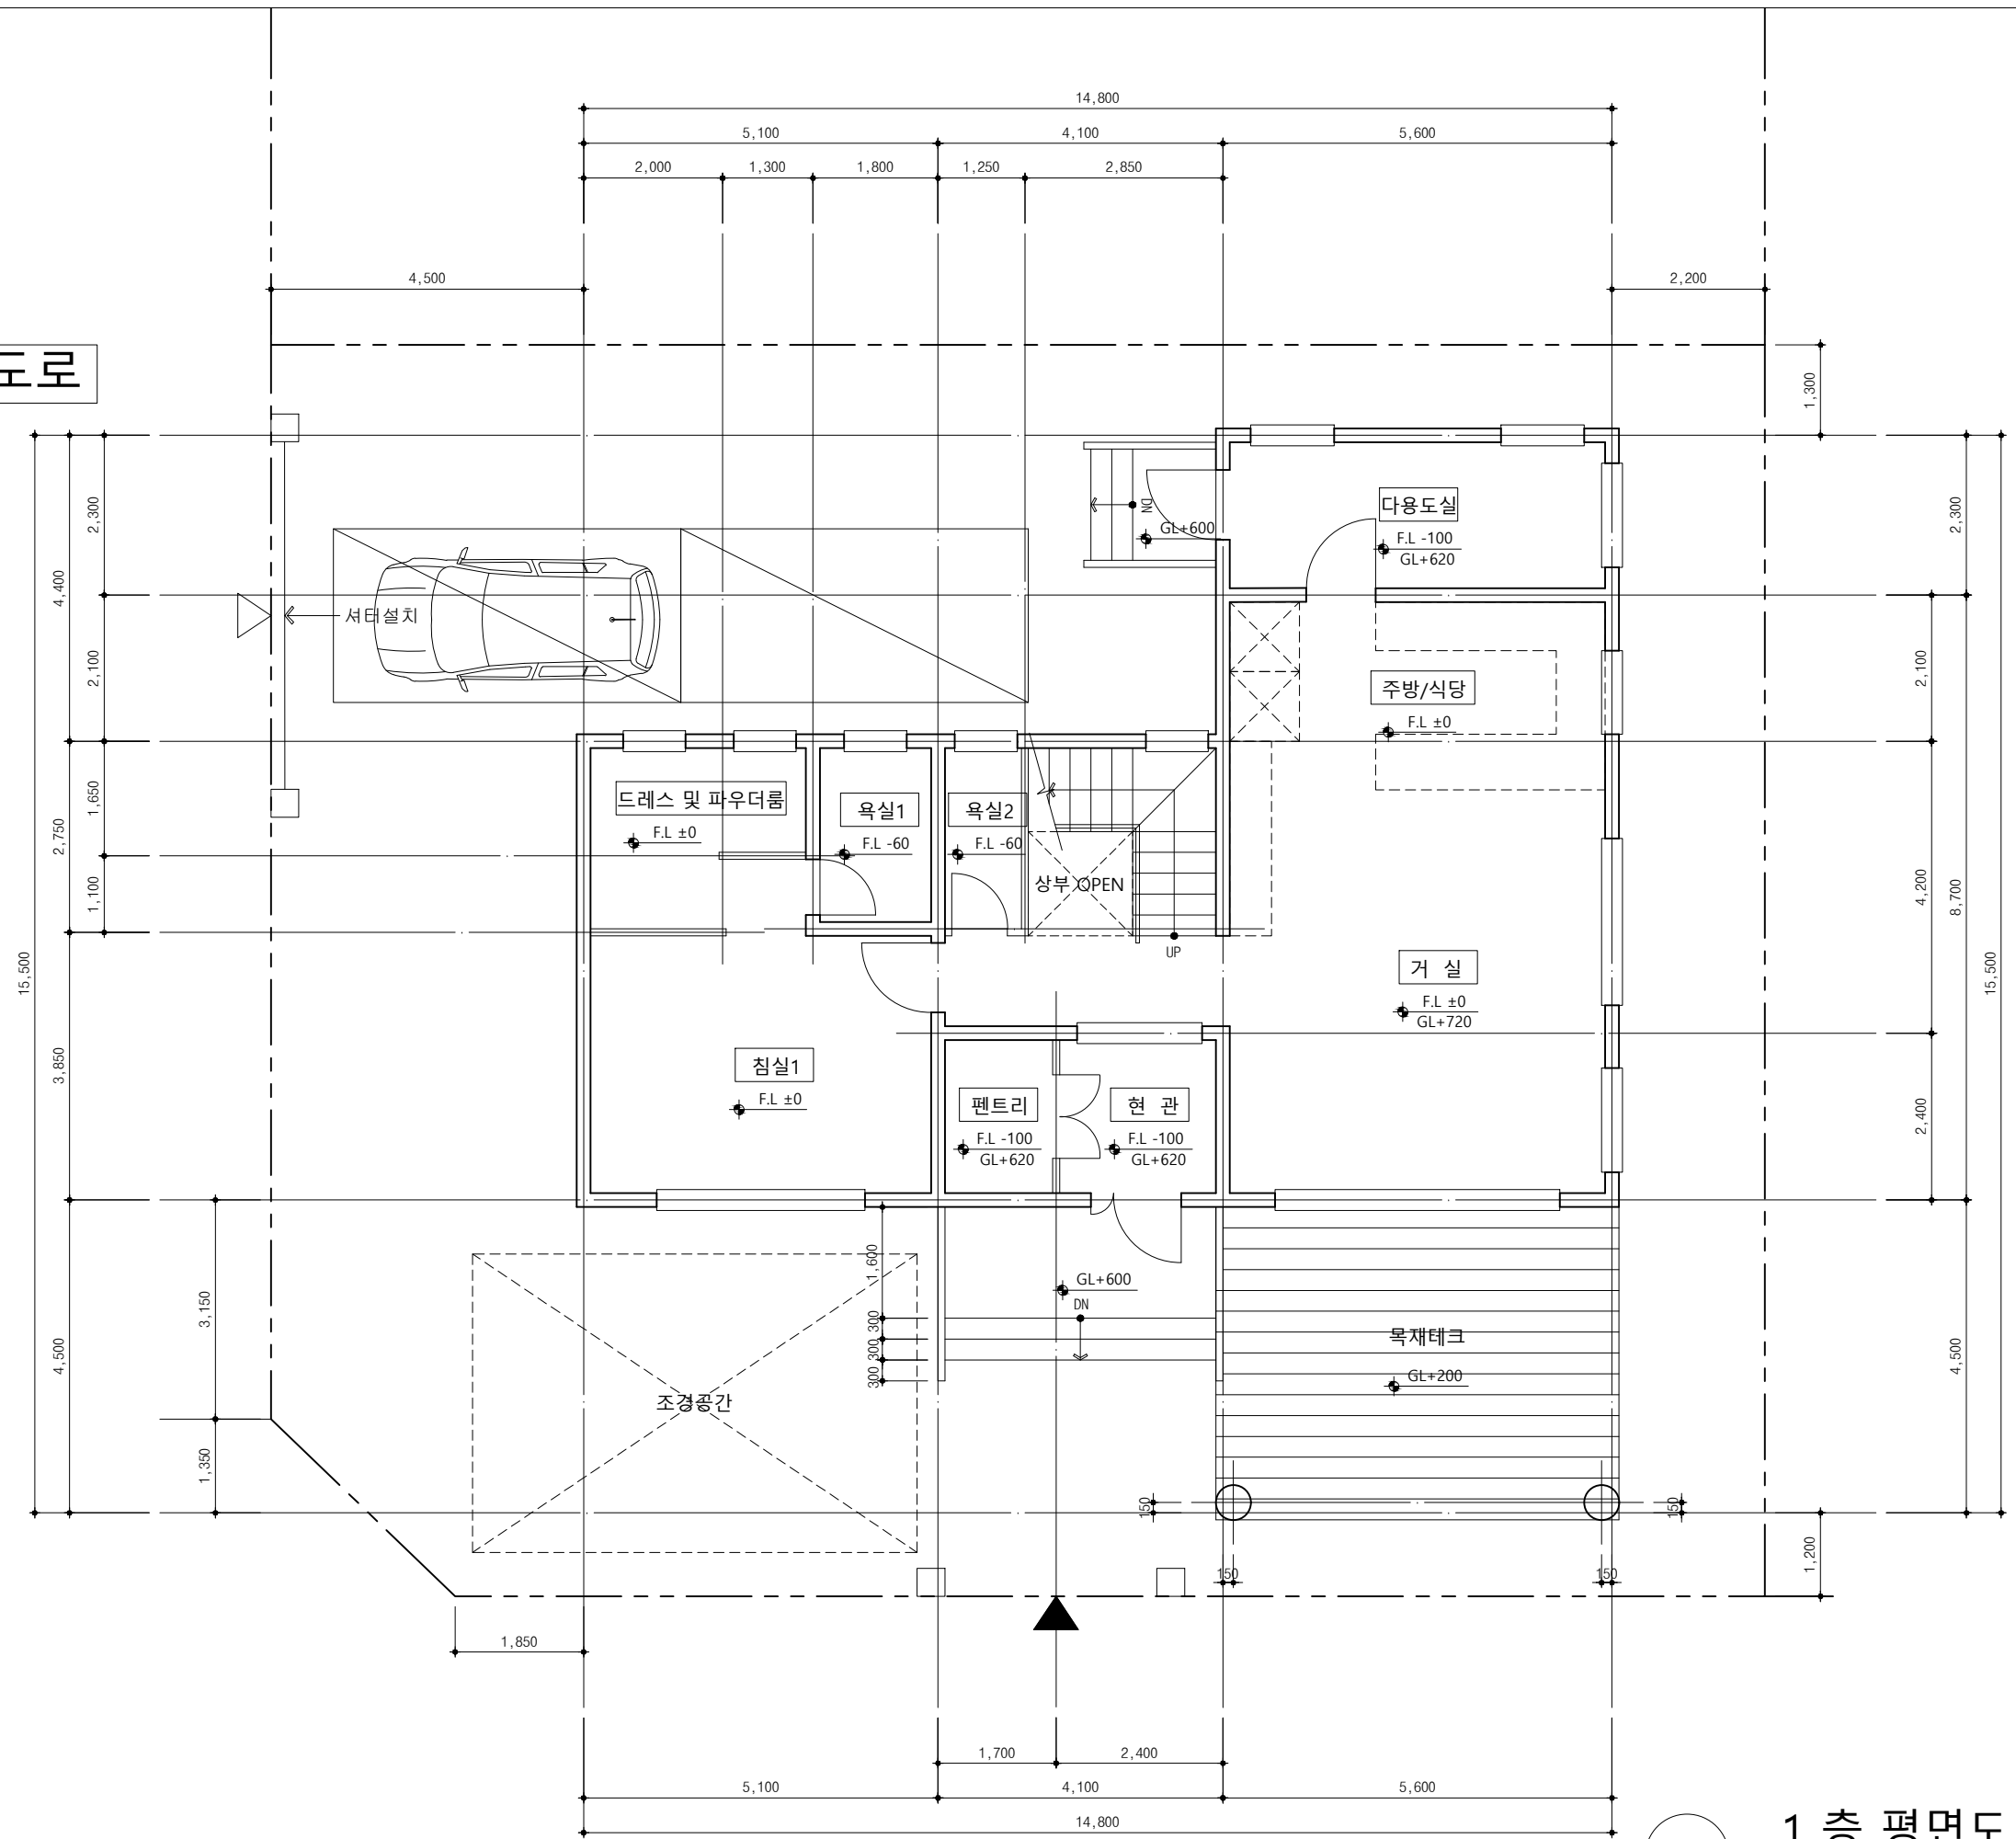 14,800
5,100
4,100
5,600
2,000
1,300
1,800
1,250
2,850
4,500
2,200
도로
1,300
2,300
4,400
2,100
1,650
2,750
1,100
15,500
3,850
3,150
4,500
1,350
2,300
2,100
4,200
8,700
15,500
2,400
4,500
1,200
셔터설치
DN
GL+600
다용도실
F.L -100
GL+620
주방/식당
F.L ±0
드레스 및 파우더룸
F.L ±0
욕실1
F.L -60
욕실2
F.L -60
상부 OPEN
UP
거 실
F.L ±0
GL+720
침실1
F.L ±0
펜트리
F.L -100
GL+620
현 관
F.L -100
GL+620
1,600
300
300
300
GL+600
DN
목재테크
GL+200
조경공간
150
150
150
150
1,850
1,700
2,400
5,100
4,100
5,600
14,800
1 층 평면도